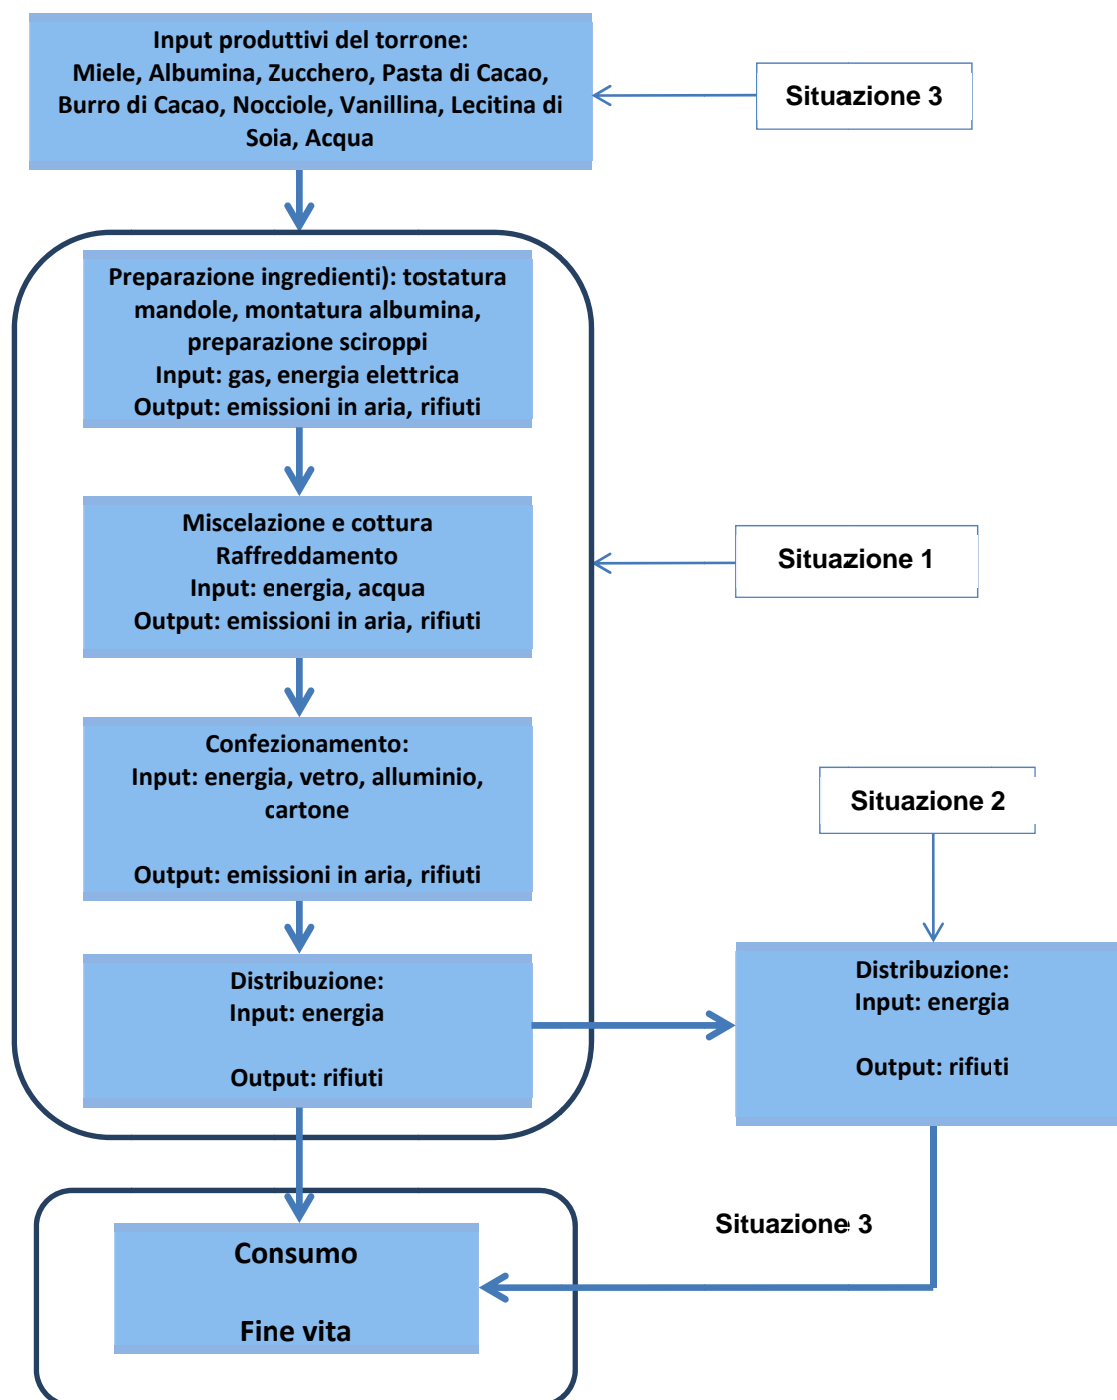 Input produttivi del torrone:
Miele, Albumina, Zucchero, Pasta di Cacao,
Burro di Cacao, Nocciole, Vanillina, Lecitina di
Soia, Acqua
Situazione 3
Preparazione ingredienti): tostatura
mandole, montatura albumina,
preparazione sciroppi
Input: gas, energia elettrica
Output: emissioni in aria, rifiuti
Miscelazione e cottura
Raffreddamento
Input: energia, acqua
Output: emissioni in aria, rifiuti
Situazione 1
Confezionamento:
Input: energia, vetro, alluminio,
cartone
Output: emissioni in aria, rifiuti
Situazione 2
Distribuzione:
Input: energia
Output: rifiuti
Distribuzione:
Input: energia
Output: rifiuti
Situazione 3
Consumo
Fine vita